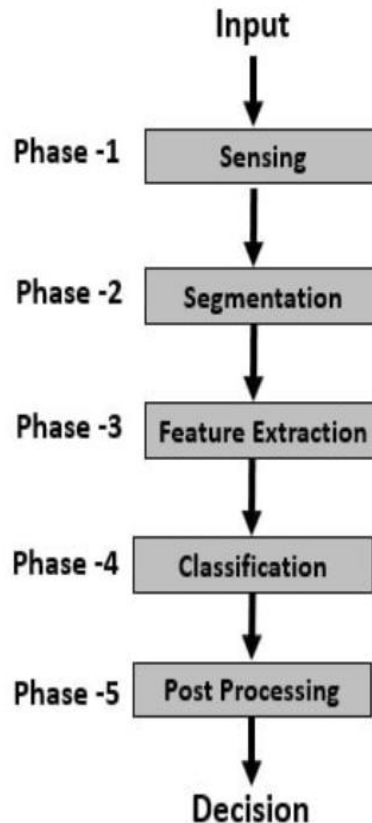 Input
Phase -1 Sensing
Phase -2 Segmentation
Phase -3 Feature Extraction
Phase -4 Classification
Phase -5 Post Processing
Decision